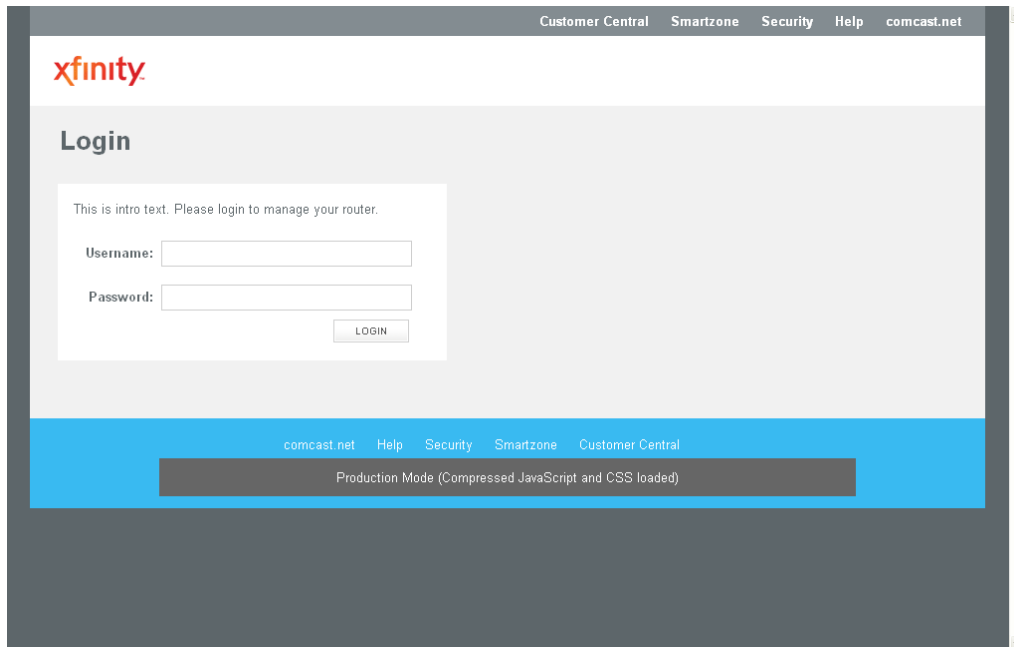 Customer Central Smartzone Security Help comcast.net
xfinity
Login
This is intro text. Please login to manage your router.
Username:
Password:
LOGIN
comcast.net Help Security Smartzone Customer Central
Production Mode (Compressed JavaScript and CSS loaded)